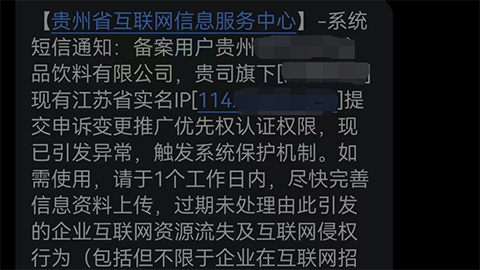 【贵州省互联网信息服务中心】-系统
短信通知：备案用户贵州
品饮料有限公司，贵司旗下[
]
现有江苏省实名IP[114.
]提
交申诉变更推广优先权认证权限，现
已引发异常，触发系统保护机制。如
需使用，请于1个工作日内，尽快完善
信息资料上传，过期未处理由此引发
的企业互联网资源流失及互联网侵权
行为（包括但不限于企业在互联网招